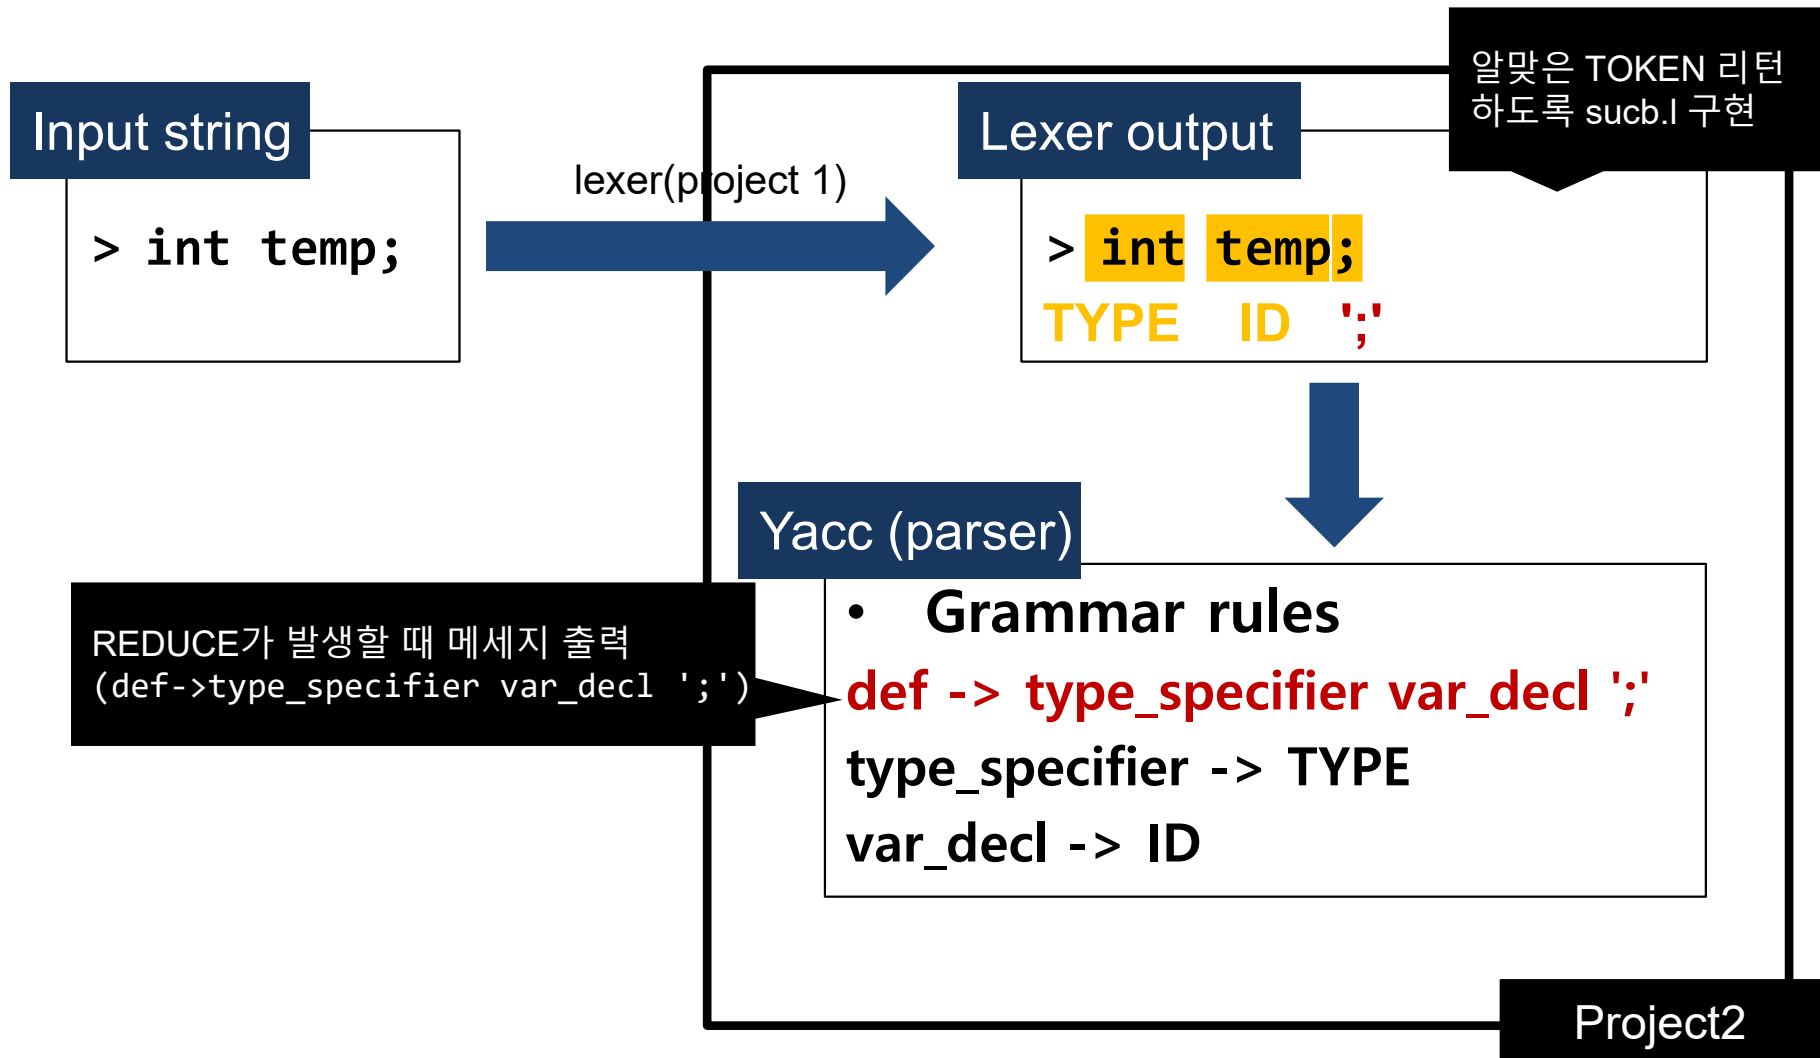 알맞은 TOKEN 리턴
하도록 sucb.l 구현
Input string
> int temp;
lexer(project 1)
Lexer output
> int temp;
TYPE ID ';'
Yacc (parser)
• Grammar rules
def -> type_specifier var_decl ';'
type_specifier -> TYPE
var_decl -> ID
REDUCE가 발생할 때 메세지 출력
(def->type_specifier var_decl ';')
Project2